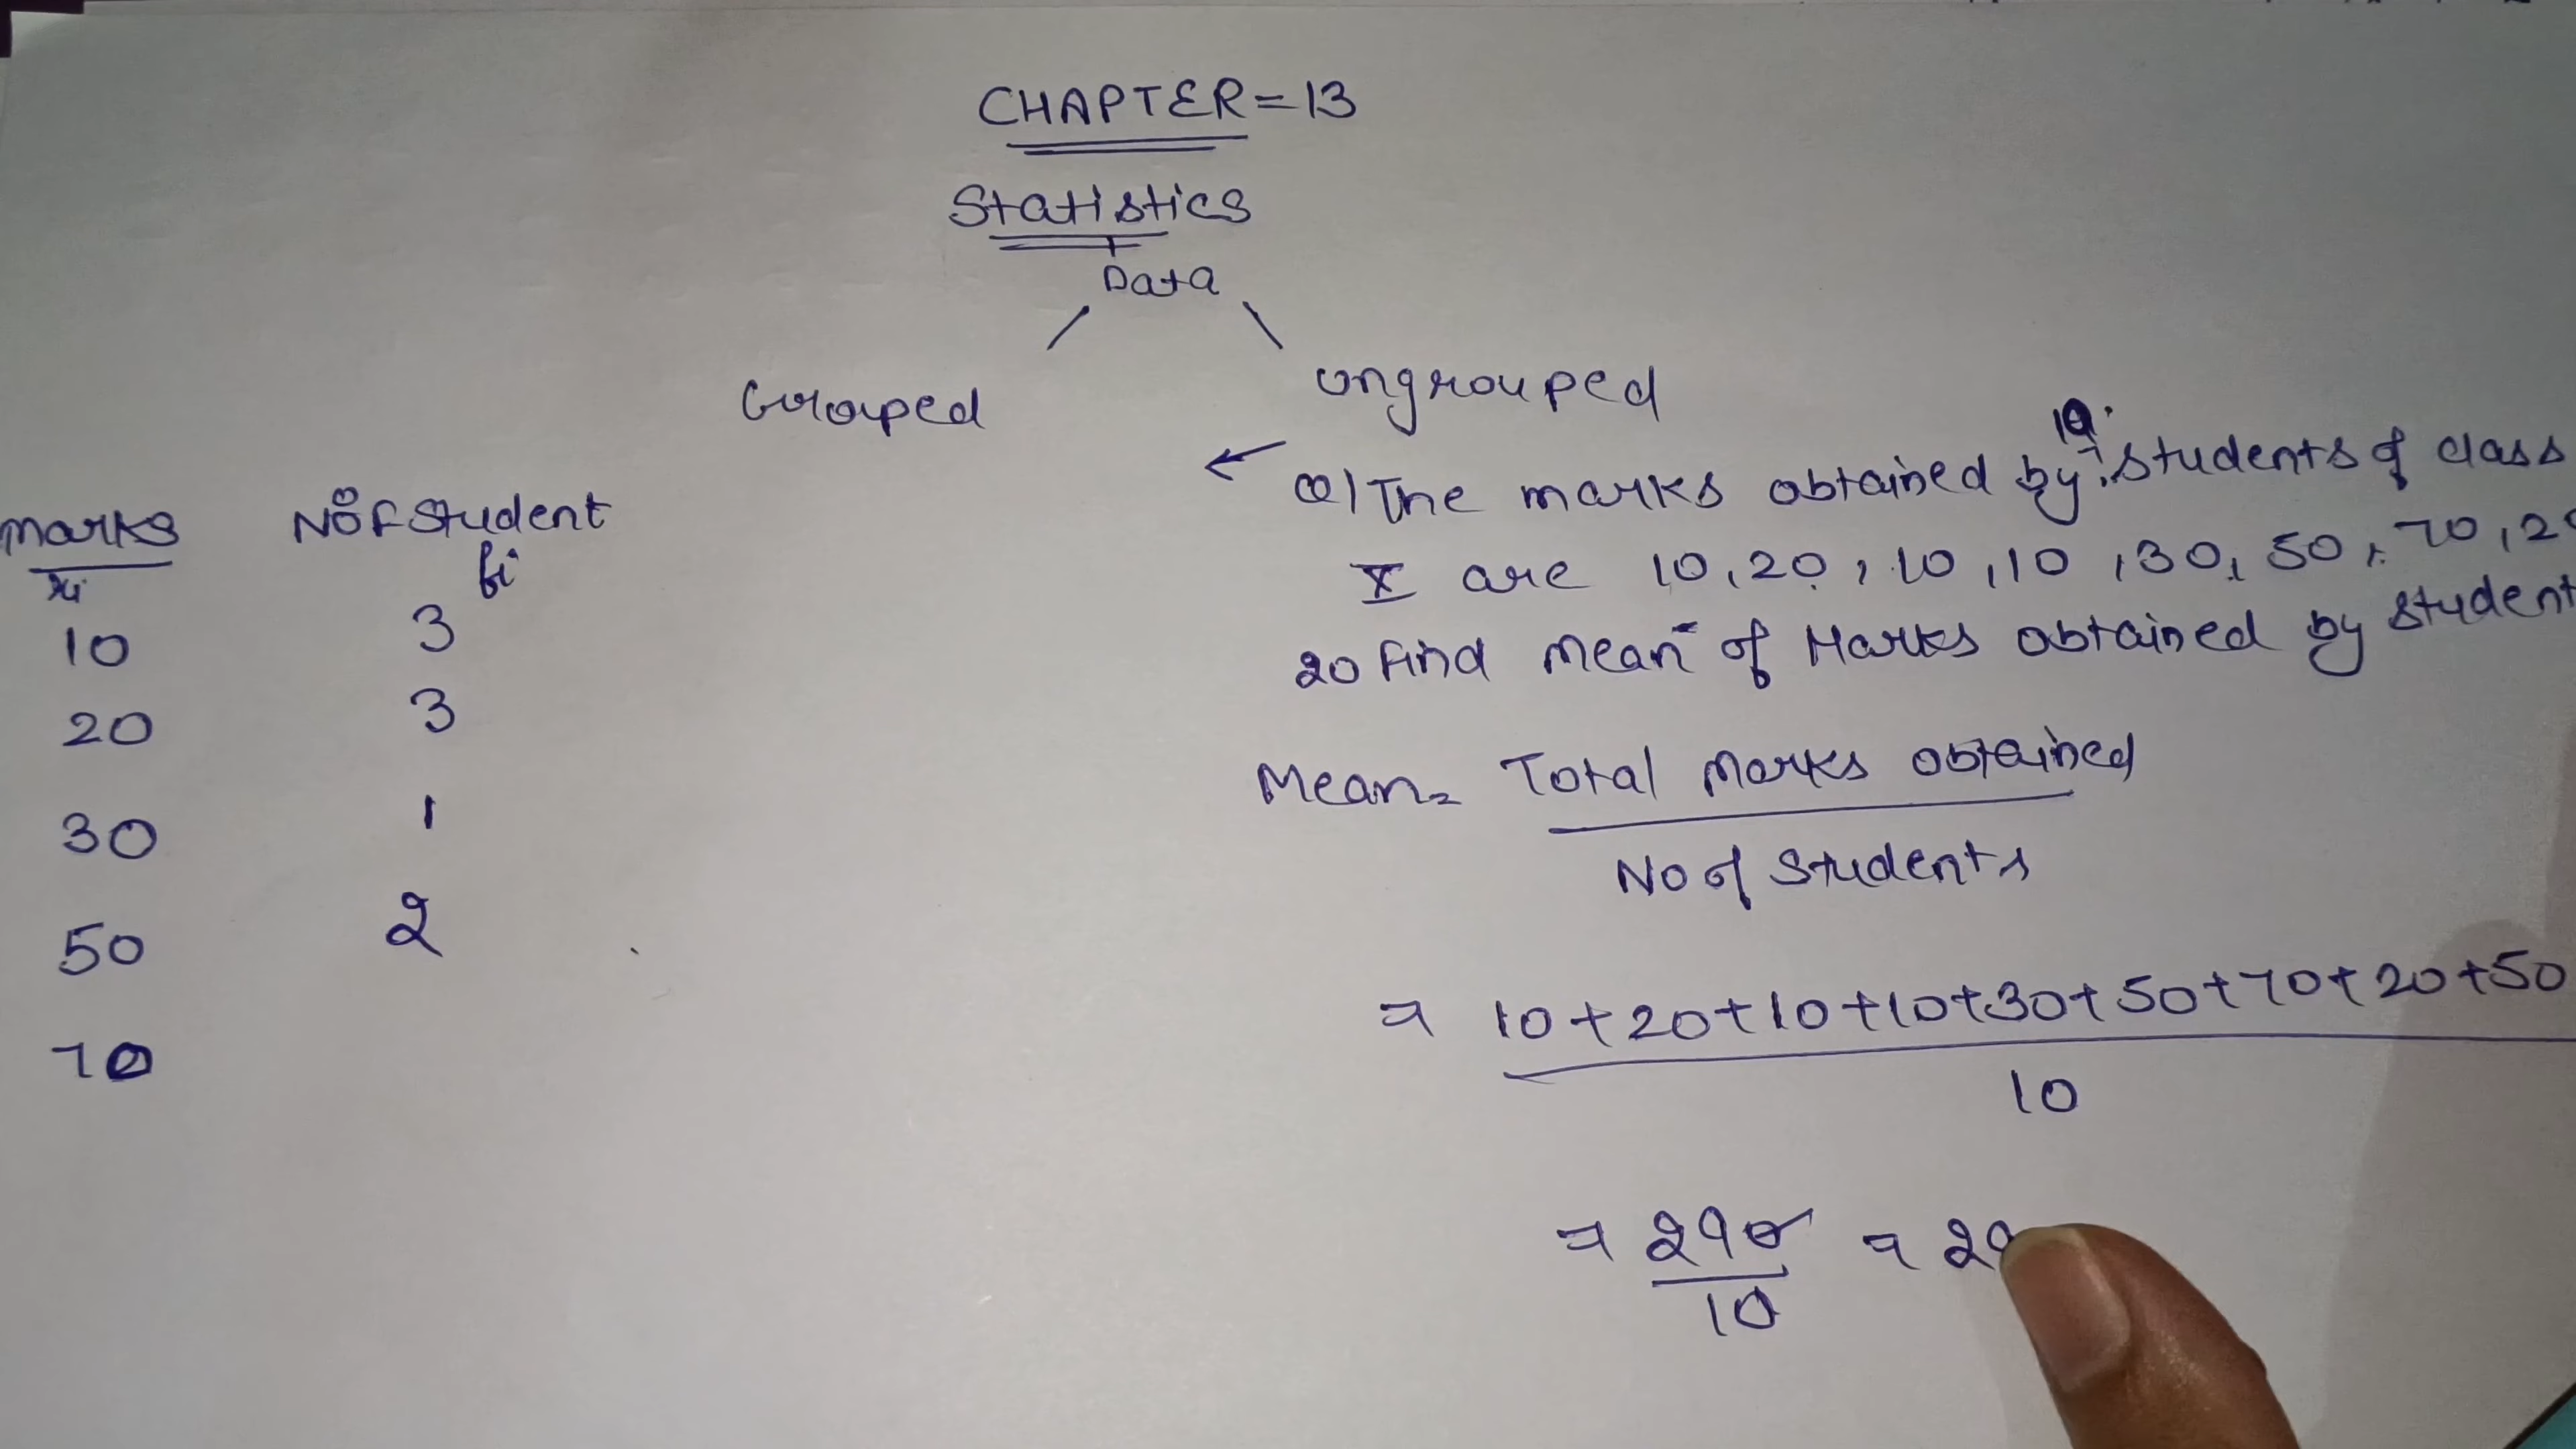 CHAPTER=13
Statistics
Data
Grouped
ungrouped
Marks
No of student
xi
fi
10 3
20 3
30 1
50 2
70
Q1 The marks obtained by 10 students of class
X are 10, 20, 10, 10, 30, 50, 70,
20 Find Mean of Marks obtained by student
Mean = Total Marks obtained
No of Students
= 10+20+10+10+30+50+70+20+50
10
= 290
10
=